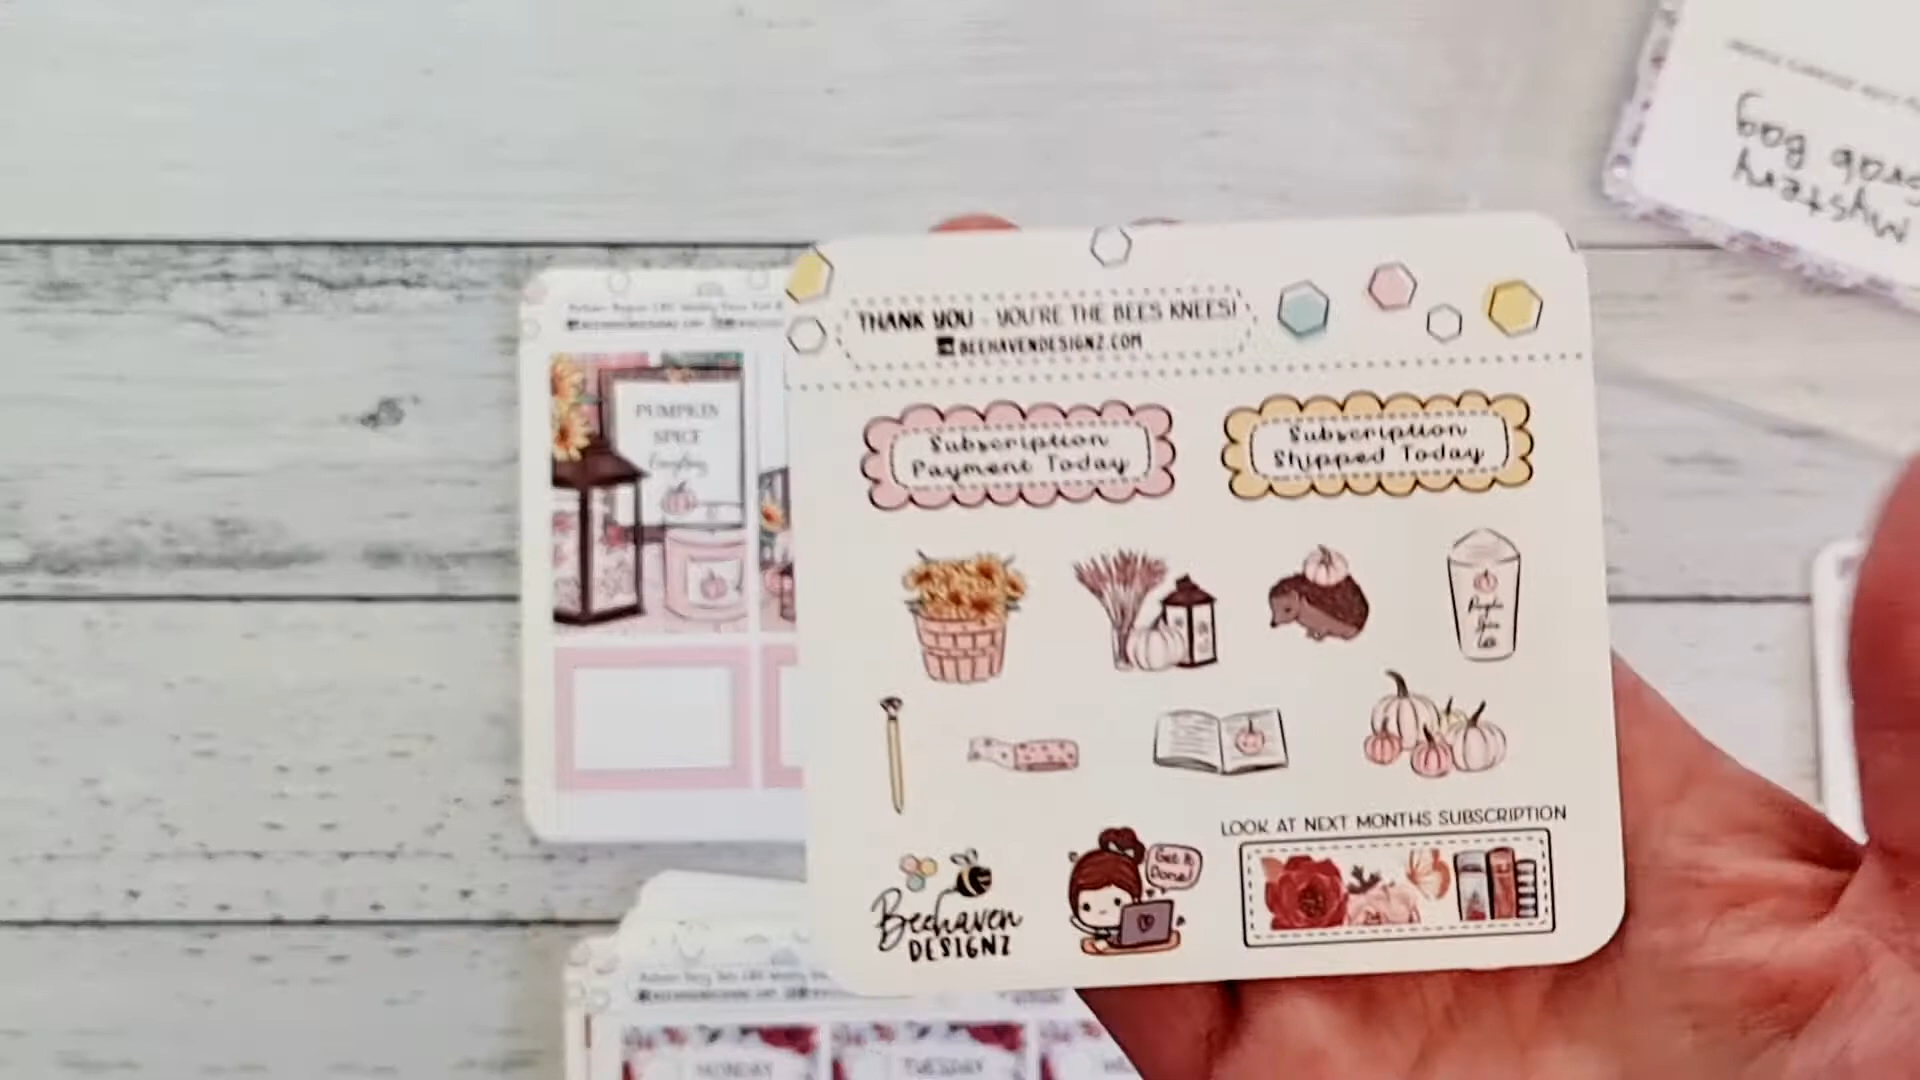 THANK YOU - YOU'RE THE BEES KNEES!
BEEHAVENDESIGNZ.COM
Subscription
Payment Today
Subscription
Shipped Today
PUMPKIN
SPICE
Everything
Get It
Done!
LOOK AT NEXT MONTHS SUBSCRIPTION
Beehaven
DESIGNZ
MONDAY
TUESDAY
Mystery
Grab Bag